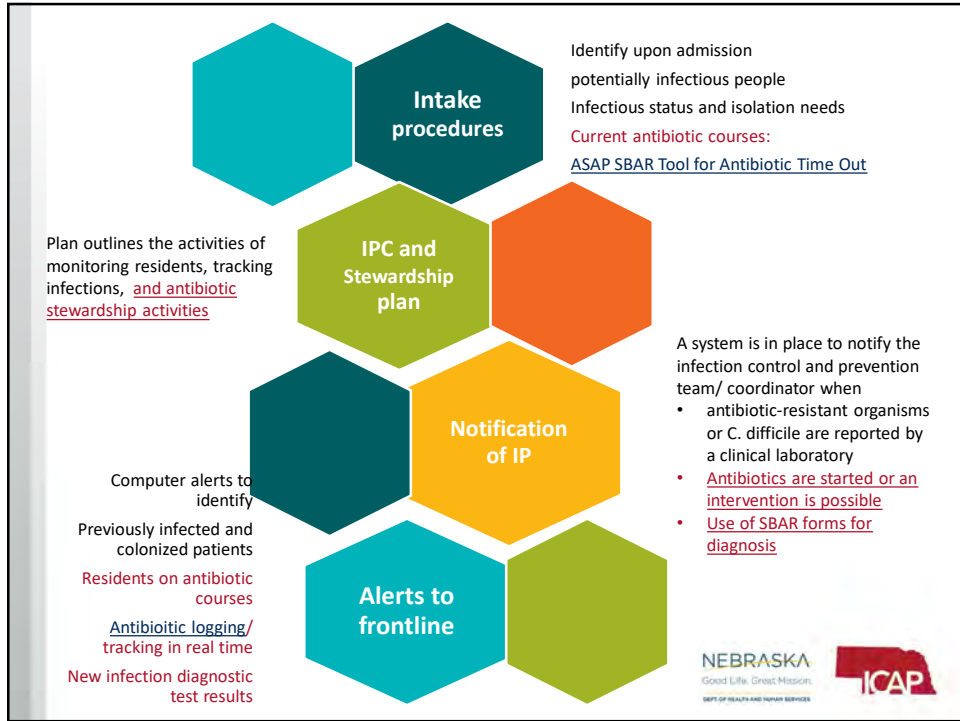 Intake
procedures
Identify upon admission
potentially infectious people
Infectious status and isolation needs
Current antibiotic courses:
ASAP SBAR Tool for Antibiotic Time Out
Plan outlines the activities of
monitoring residents, tracking
infections, and antibiotic
stewardship activities
IPC and
Stewardship
plan
A system is in place to notify the
infection control and prevention
team/ coordinator when
• antibiotic-resistant organisms
or C. difficile are reported by
a clinical laboratory
• Antibiotics are started or an
intervention is possible
• Use of SBAR forms for
diagnosis
Notification
of IP
Computer alerts to
identify
Previously infected and
colonized patients
Residents on antibiotic
courses
Antibioitic logging/
tracking in real time
New infection diagnostic
test results
Alerts to
frontline
NEBRASKA
Good Life. Great Mission.
DEPT. OF HEALTH AND HUMAN SERVICES
ICAP